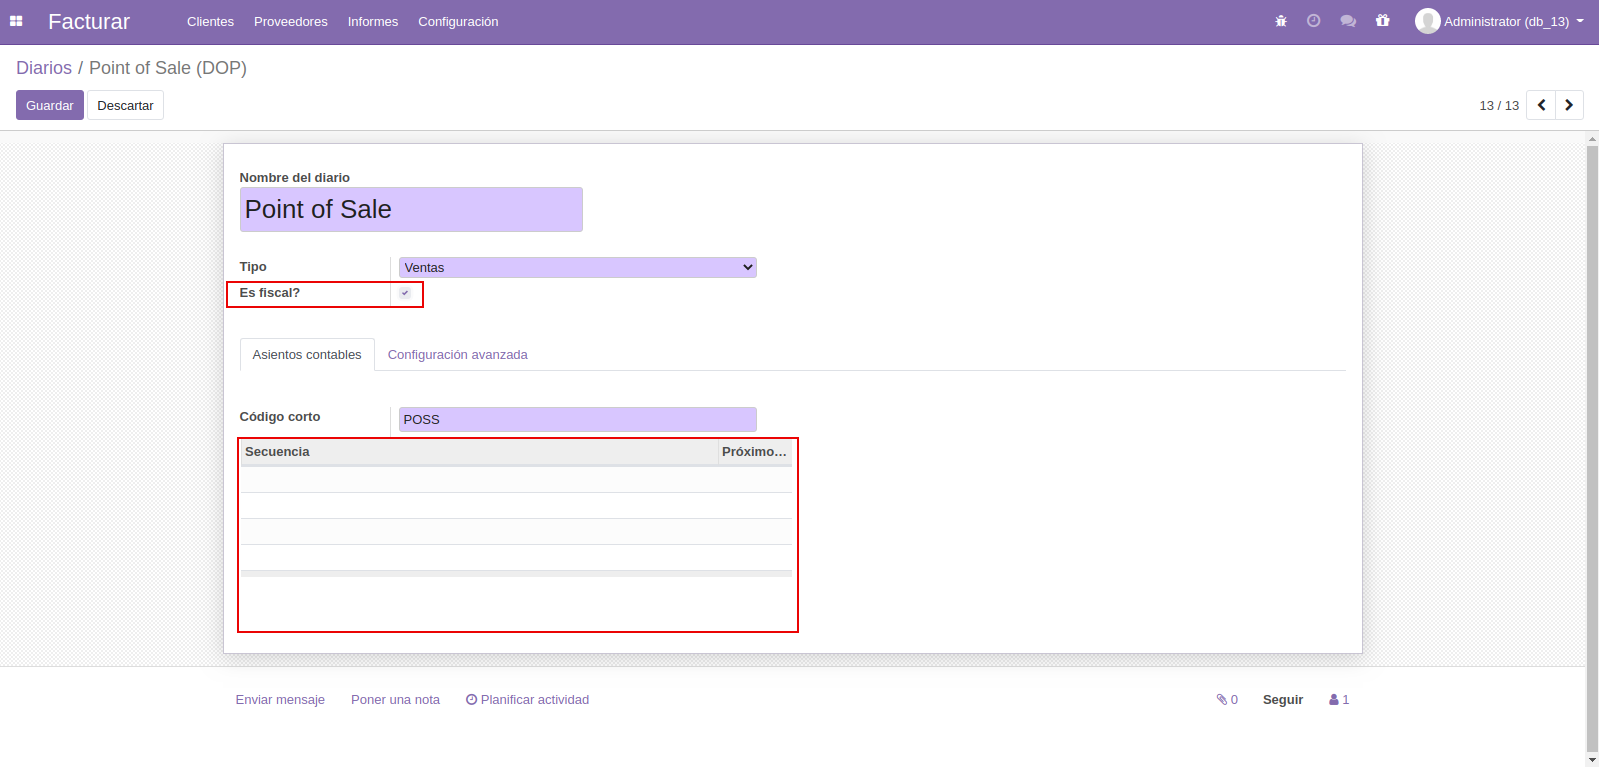 Facturar Clientes Proveedores Informes Configuración Administrator (db_13)
Diarios / Point of Sale (DOP)
Guardar Descartar 13 / 13
Nombre del diario
Point of Sale
Tipo Ventas
Es fiscal?
Asientos contables Configuración avanzada
Código corto POSS
Secuencia Próximo...
Enviar mensaje Poner una nota Planificar actividad 0 Seguir 1